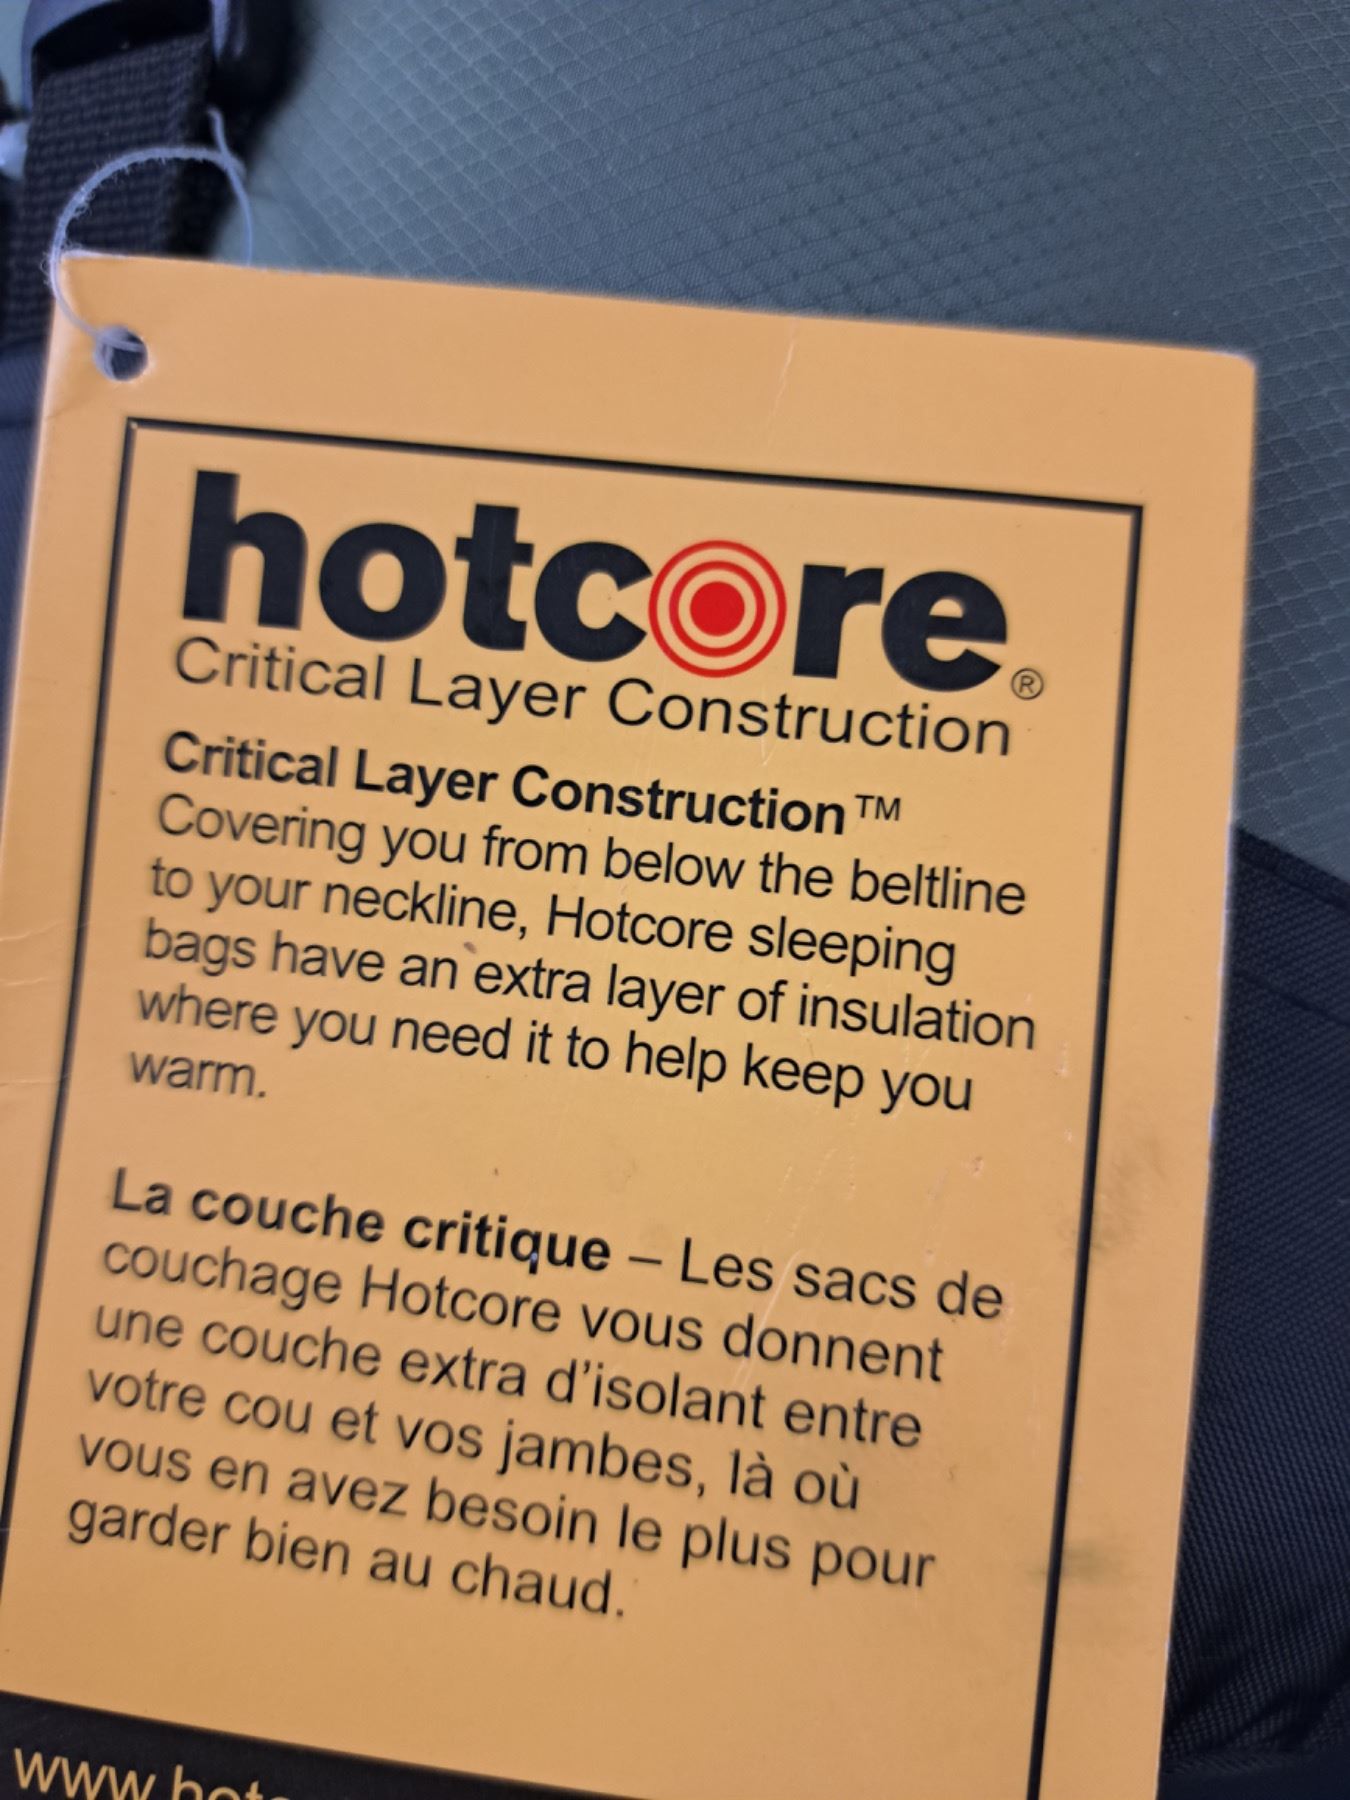 hotcore®
Critical Layer Construction
Critical Layer Construction™
Covering you from below the beltline
to your neckline, Hotcore sleeping
bags have an extra layer of insulation
where you need it to help keep you
warm.
La couche critique – Les sacs de
couchage Hotcore vous donnent
une couche extra d'isolant entre
votre cou et vos jambes, là où
vous en avez besoin le plus pour
garder bien au chaud.